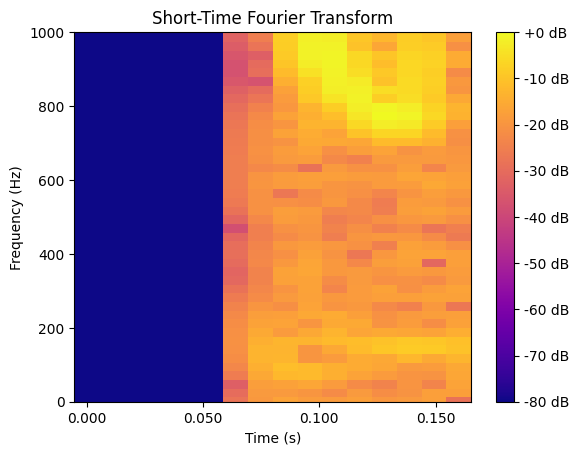 Short-Time Fourier Transform
1000
800
600
400
200
0
Frequency (Hz)
0.000
0.050
0.100
0.150
Time (s)
+0 dB
-10 dB
-20 dB
-30 dB
-40 dB
-50 dB
-60 dB
-70 dB
-80 dB